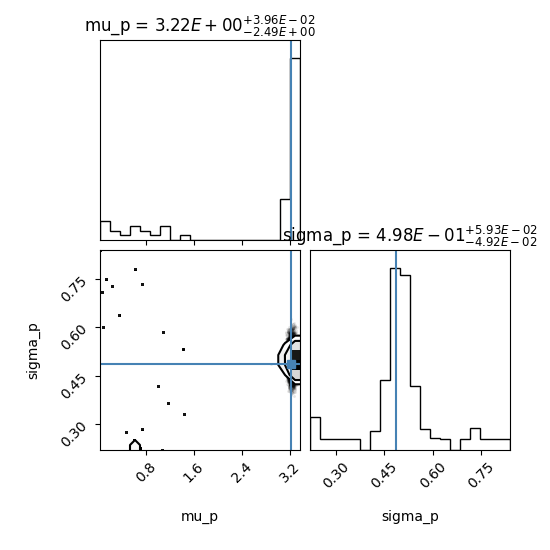 mu_p = 3.22E + 00+3.96E−02
−2.49E+00
sigma_p = 4.98E − 01+5.93E−02
−4.92E−02
sigma_p
0.75
0.60
0.45
0.30
0.8 1.6 2.4 3.2
0.30 0.45 0.60 0.75
mu_p
sigma_p